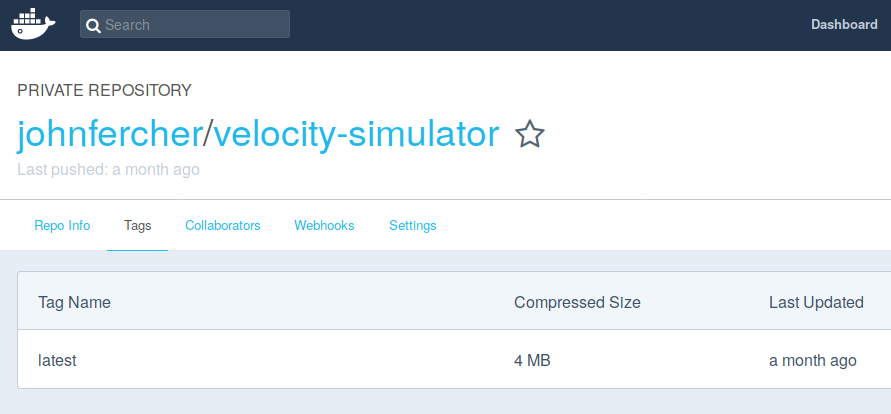 Search
Dashboard
PRIVATE REPOSITORY
johnfercher/velocity-simulator
Last pushed: a month ago
Repo Info Tags Collaborators Webhooks Settings
Tag Name Compressed Size Last Updated
latest 4 MB a month ago